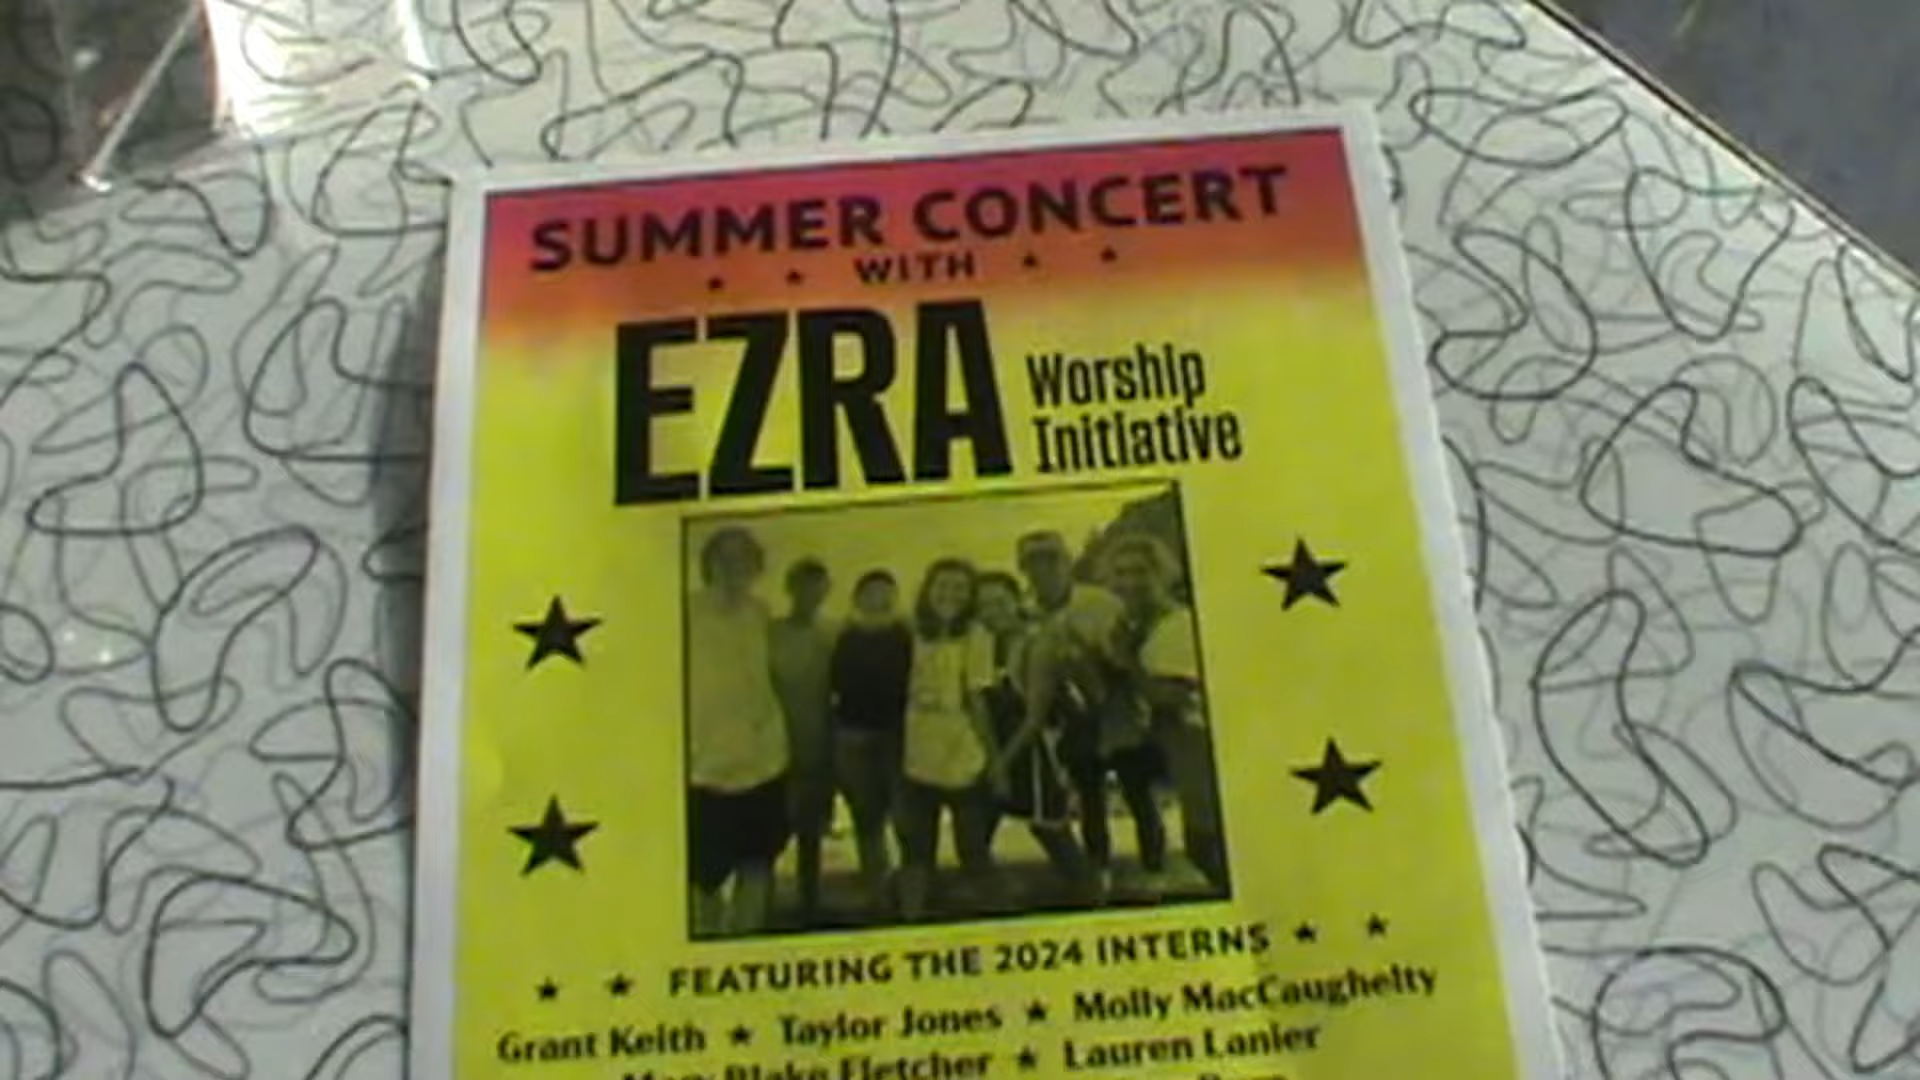 SUMMER CONCERT
WITH
EZRA Worship Initiative
FEATURING THE 2024 INTERNS
Grant Keith ★ Taylor Jones ★ Molly MacCaughelty
Mary Blake Fletcher ★ Lauren Lanier